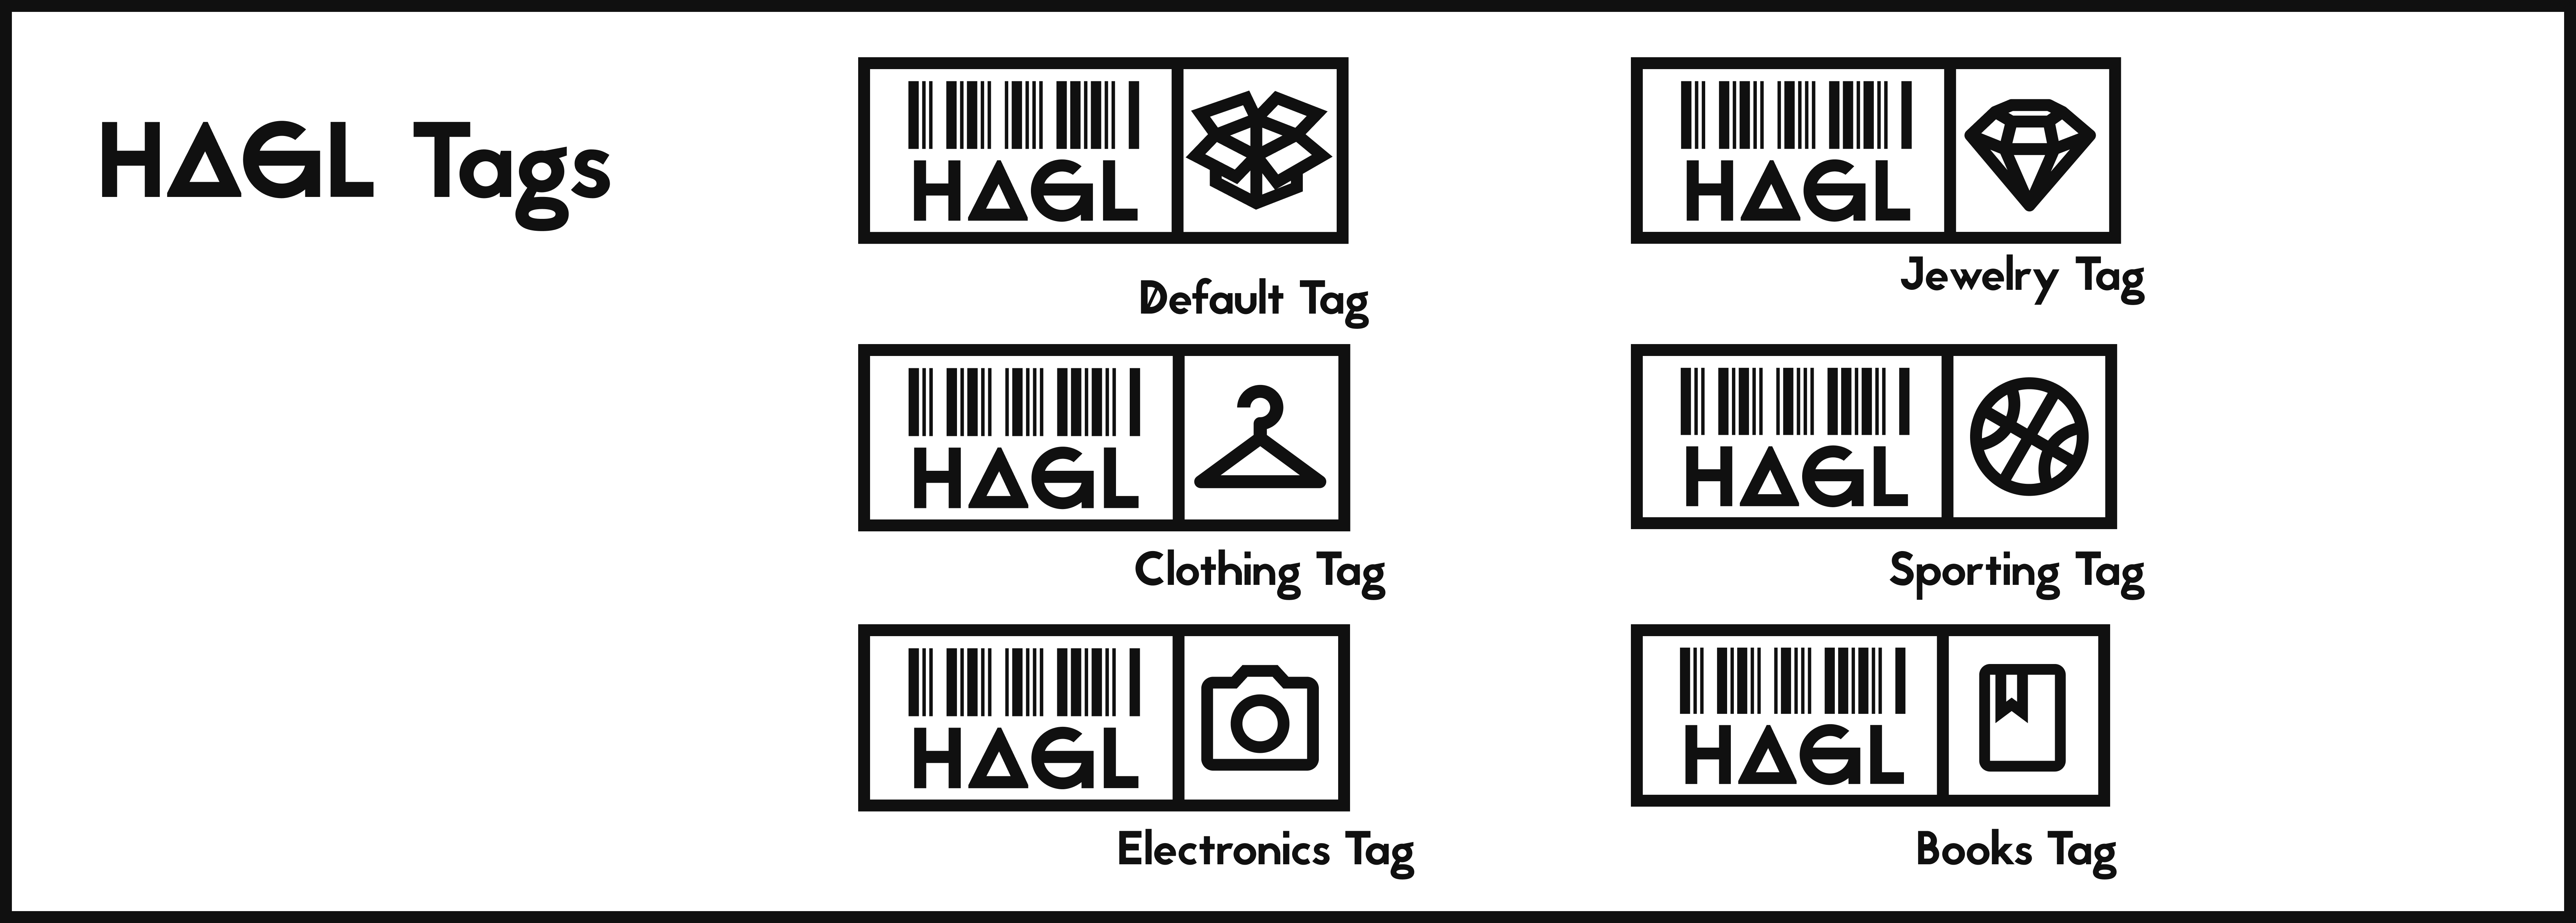 HAGL Tags
HAGL
Default Tag
HAGL
Jewelry Tag
HAGL
Clothing Tag
HAGL
Sporting Tag
HAGL
Electronics Tag
HAGL
Books Tag